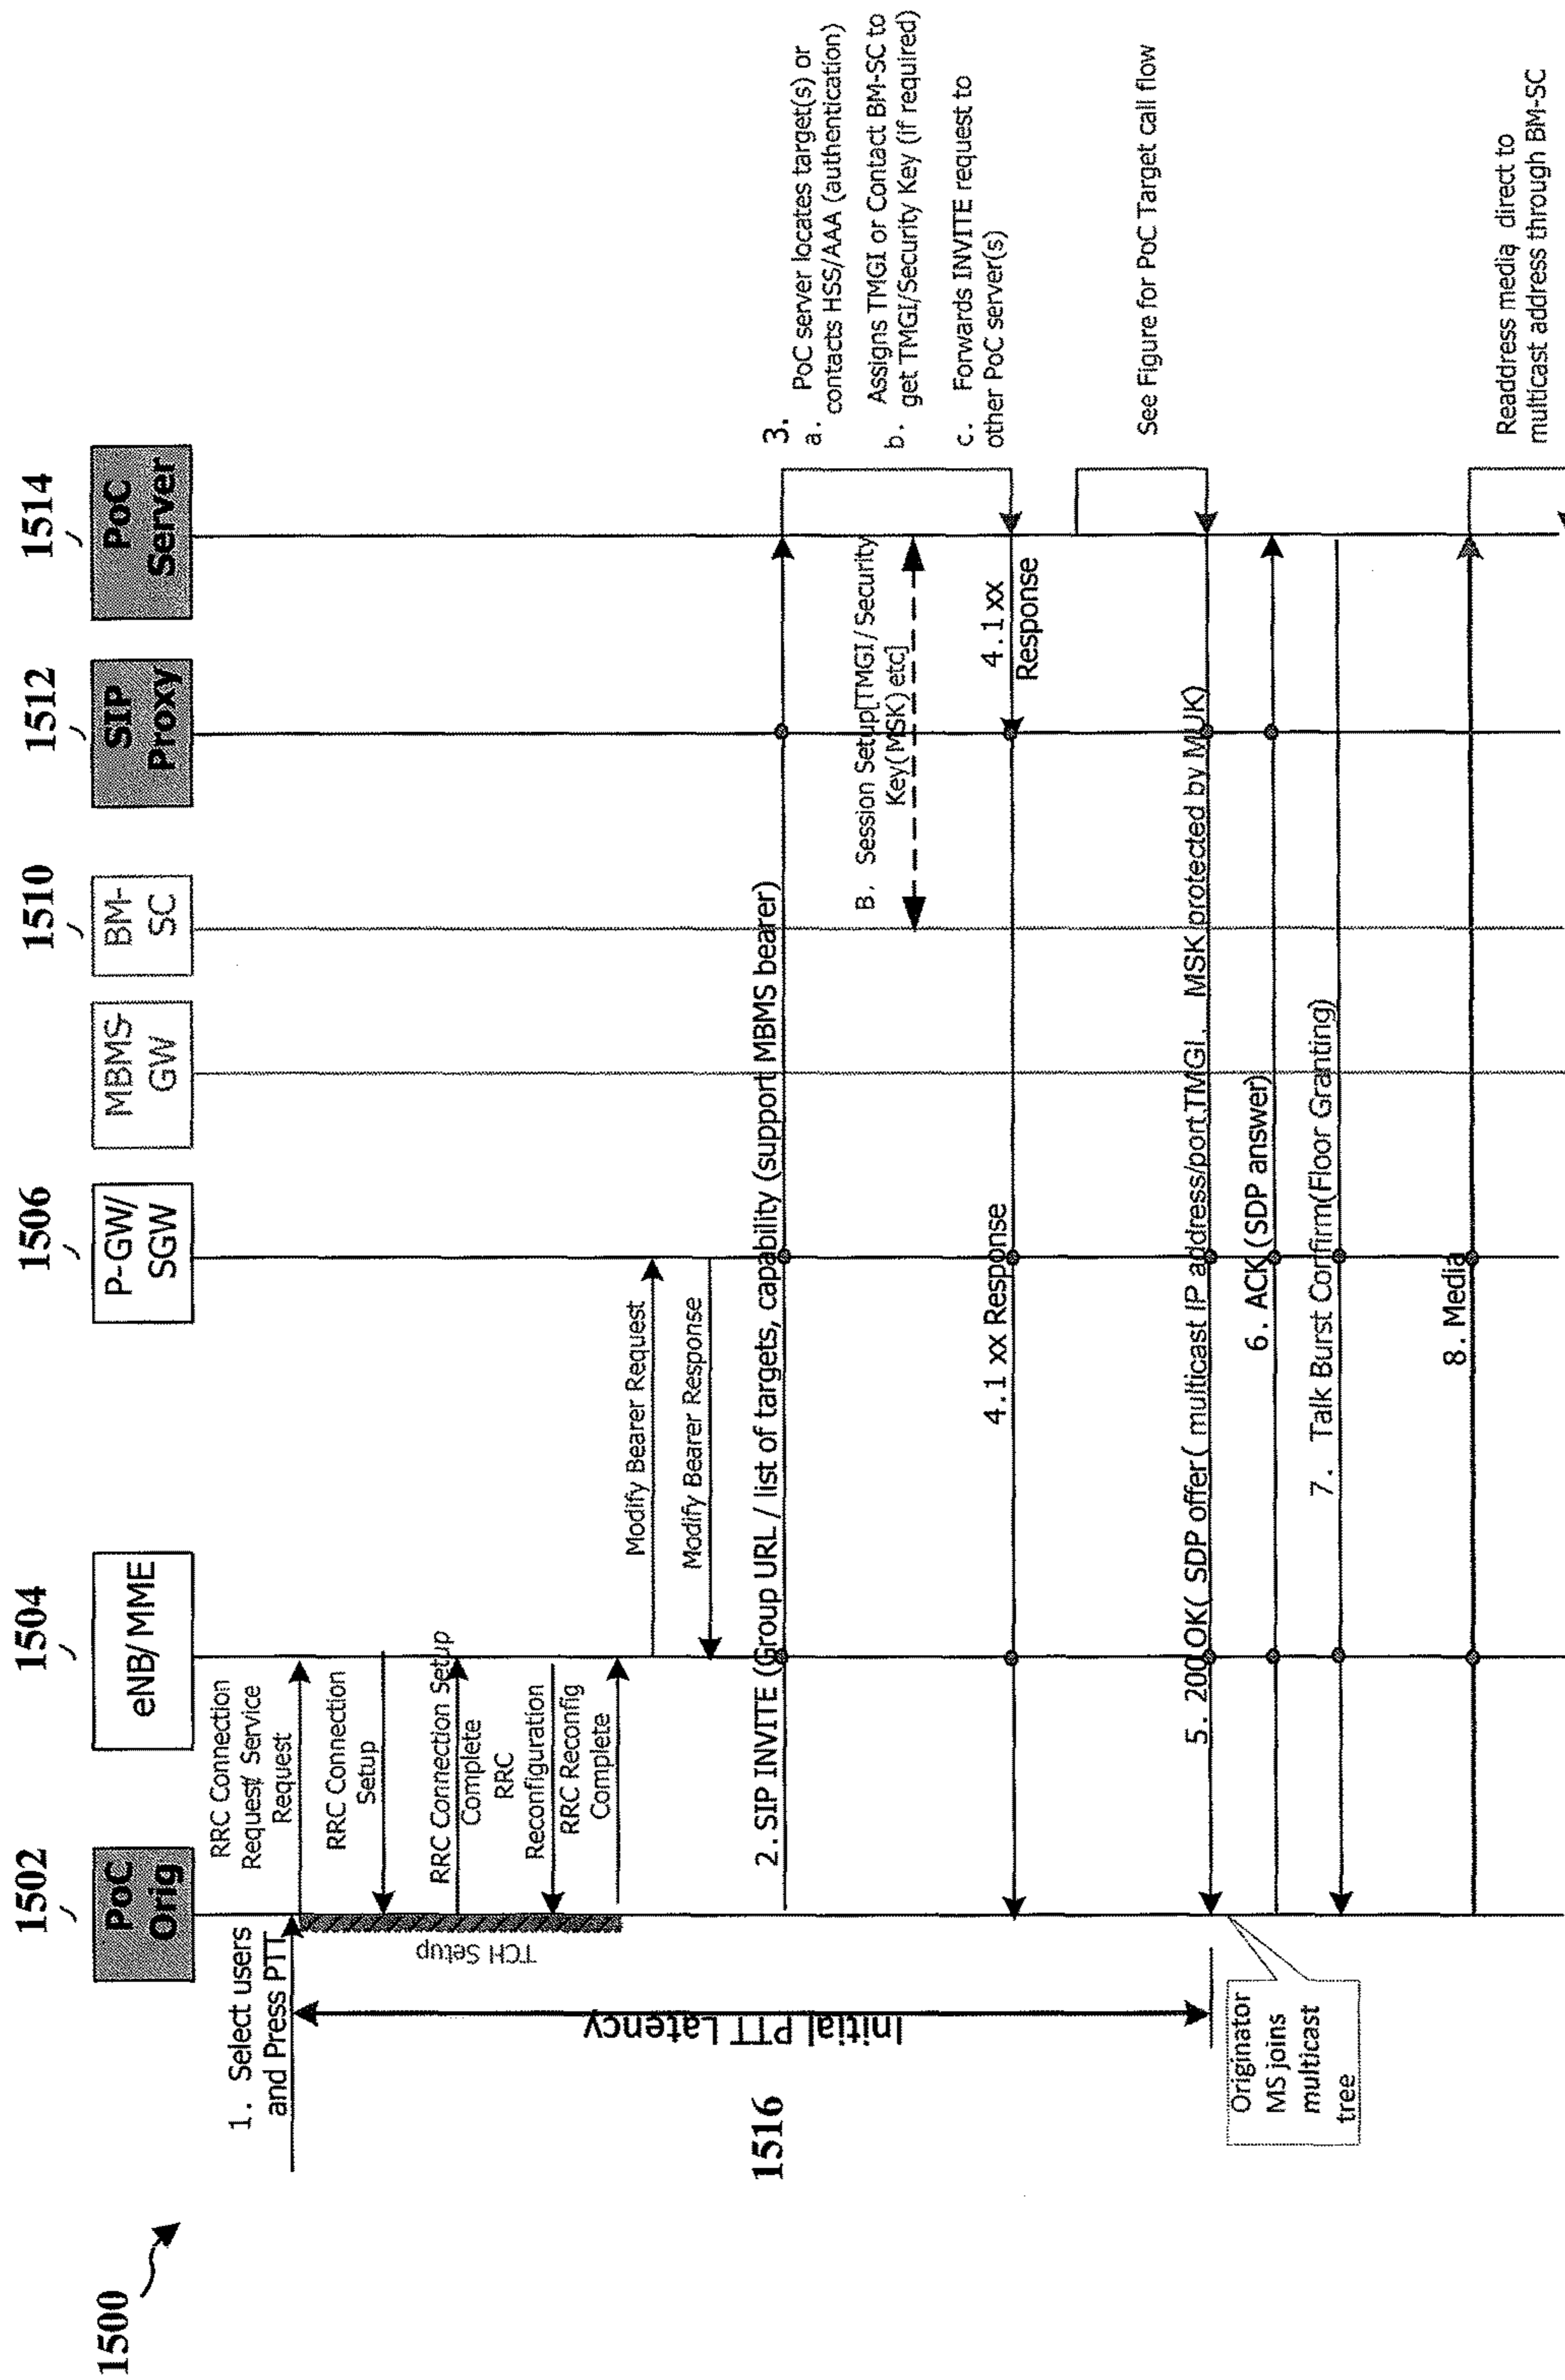 1500
1502
1504
1506
1510
1512
1514
PoC
Orig
eNB/MME
P-GW/
SGW
MBMS-
GW
BM-
SC
SIP
Proxy
PoC
Server
1. Select users
and Press PTT
RRC Connection
Request/ Service
Request
RRC Connection
Setup
RRC Connection Setup
Complete
RRC
Reconfiguration
RRC Reconfig
Complete
TCH Setup
Modify Bearer Request
Modify Bearer Response
1516
Initial PTT Latency
2. SIP INVITE (Group URL / list of targets, capability (support MBMS bearer)
3.
a. PoC server locates target(s) or
contacts HSS/AAA (authentication)
b. Assigns TMGI or Contact BM-SC to
get TMGI/Security Key (if required)
c. Forwards INVITE request to
other PoC server(s)
B. Session Setup[TMGI/Security
Key(MSK)etc]
4.1xx
Response
4.1 xx Response
See Figure for PoC Target call flow
5. 200 OK( SDP offer( multicast IP address/port,TMGI, MSK protected by MUK)
Originator
MS joins
multicast
tree
6. ACK (SDP answer)
7. Talk Burst Confirm(Floor Granting)
8. Media
Readdress media direct to
multicast address through BM-SC